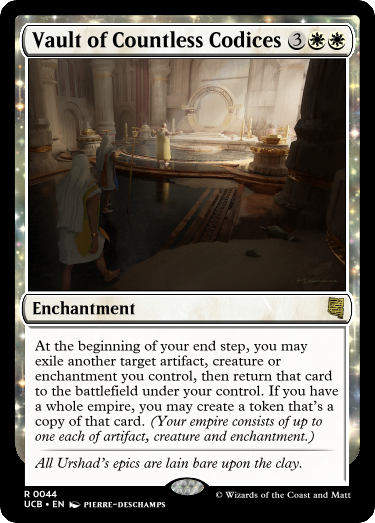 Vault of Countless Codices 3
Enchantment
At the beginning of your end step, you may
exile another target artifact, creature or
enchantment you control, then return that card
to the battlefield under your control. If you have
a whole empire, you may create a token that's a
copy of that card. (Your empire consists of up
to one each of artifact, creature and enchantment.)
All Urshad's epics are lain bare upon the clay.
R 0044
UCB • EN PIERRE-DESCHAMPS
© Wizards of the Coast and Matt